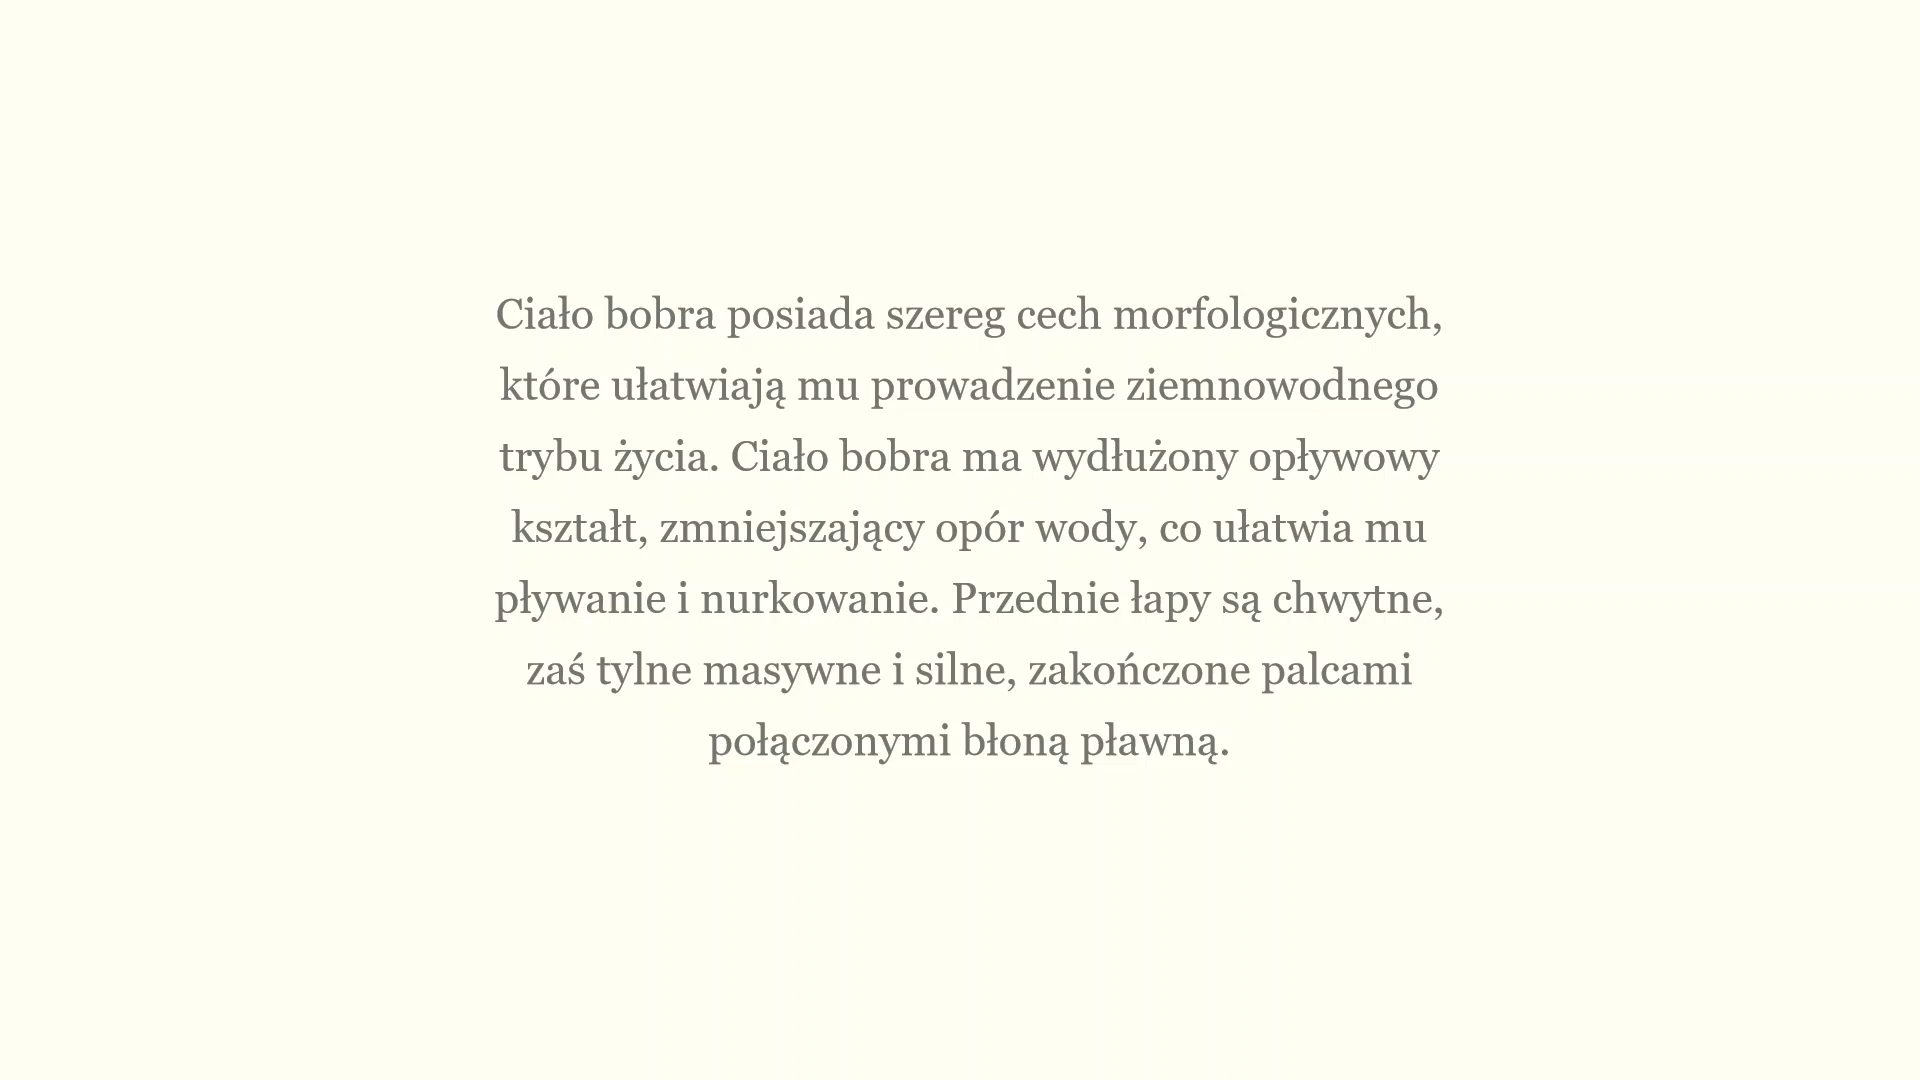 Ciało bobra posiada szereg cech morfologicznych,
które ułatwiają mu prowadzenie ziemnowodnego
trybu życia. Ciało bobra ma wydłużony opływowy
kształt, zmniejszający opór wody, co ułatwia mu
pływanie i nurkowanie. Przednie łapy są chwytne,
zaś tylne masywne i silne, zakończone palcami
połączonymi błoną pławną.